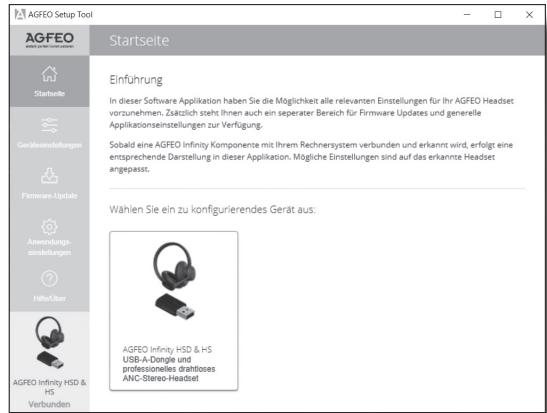 AGFEO Setup Tool
AGFEO
Startseite
Startseite
Geräteeinstellungen
Firmware-Update
Anwendungs-
einstellungen
Hilfe/Über
Einführung
In dieser Software Applikation haben Sie die Möglichkeit alle relevanten Einstellungen für Ihr AGFEO Headset
vorzunehmen. Zsätzlich steht Ihnen auch ein seperater Bereich für Firmware Updates und generelle
Applikationseinstellungen zur Verfügung.
Sobald eine AGFEO Infinity Komponente mit Ihrem Rechnersystem verbunden und erkannt wird, erfolgt eine
entsprechende Darstellung in dieser Applikation. Mögliche Einstellungen sind auf das erkannte Headset
angepasst.
Wählen Sie ein zu konfigurierendes Gerät aus:
AGFEO Infinity HSD & HS
USB-A-Dongle und
professionelles drahtloses
ANC-Stereo-Headset
AGFEO Infinity HSD &
HS
Verbunden